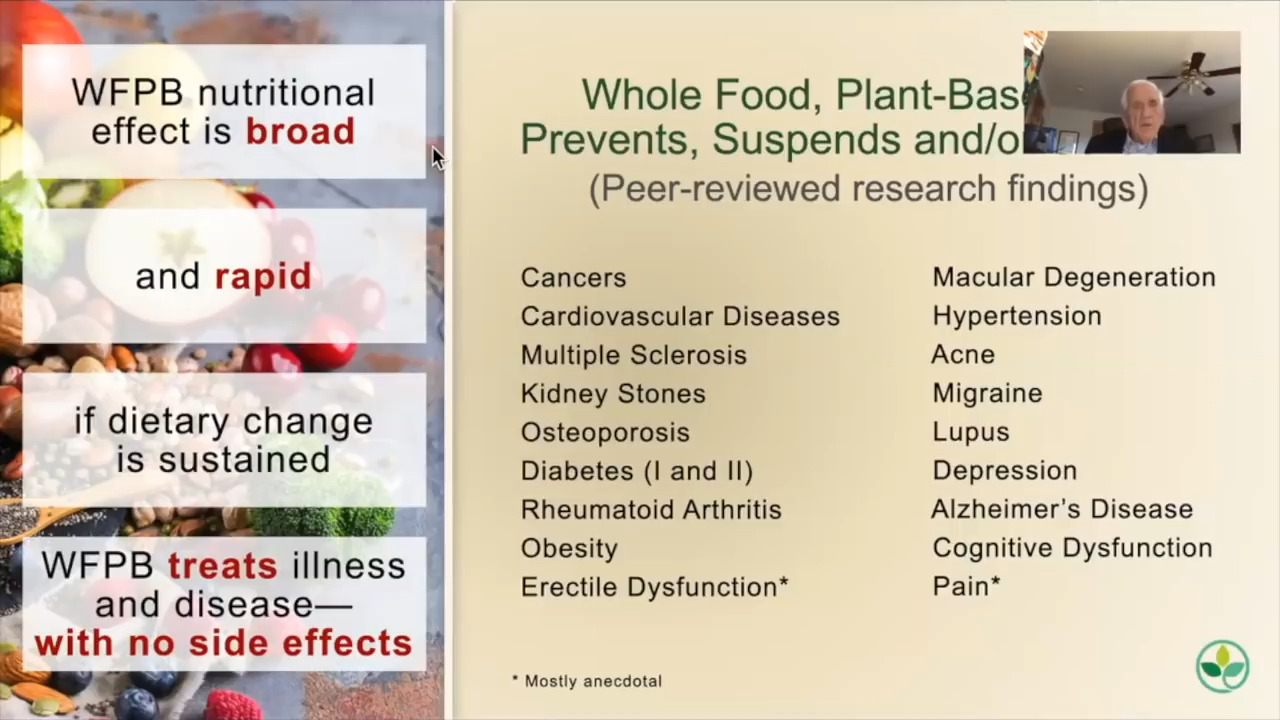 WFPB nutritional
effect is broad
and rapid
if dietary change
is sustained
WFPB treats illness
and disease—
with no side effects
Whole Food,
Prevents, Suspends
(Peer-reviewed research findings)
Cancers
Cardiovascular Diseases
Multiple Sclerosis
Kidney Stones
Osteoporosis
Diabetes (I and II)
Rheumatoid Arthritis
Obesity
Erectile Dysfunction*
Macular Degeneration
Hypertension
Acne
Migraine
Lupus
Depression
Alzheimer's Disease
Cognitive Dysfunction
Pain*
* Mostly anecdotal